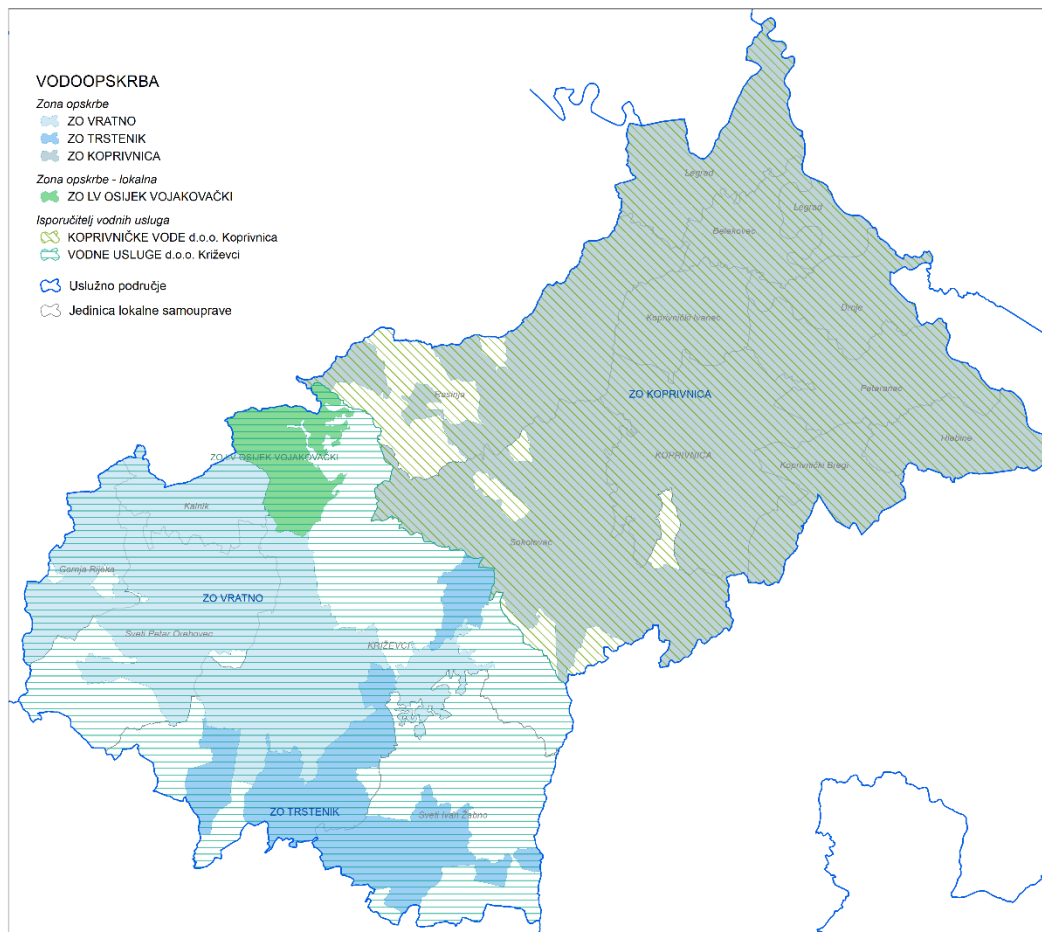 VODOOPSKRBA
Zona opskrbe
ZO VRATNO
ZO TRSTENIK
ZO KOPRIVNICA
Zona opskrbe - lokalna
ZO LV OSIJEK VOJAKOVAČKI
Isporučitelj vodnih usluga
KOPRIVNIČKE VODE d.o.o. Koprivnica
VODNE USLUGE d.o.o. Križevci
Uslužno područje
Jedinica lokalne samouprave
Legrad
Legrad
Đelekovec
Drnje
Koprivnički Ivanec
Peteranec
Rasinja
ZO KOPRIVNICA
Hlebine
KOPRIVNICA
ZO LV OSIJEK VOJAKOVAČKI
Koprivnički Bregi
Kalnik
Sokolovec
Gornja Rijeka
ZO VRATNO
Sveti Petar Orehovec
KRIŽEVCI
ZO TRSTENIK
Sveti Ivan Žabno